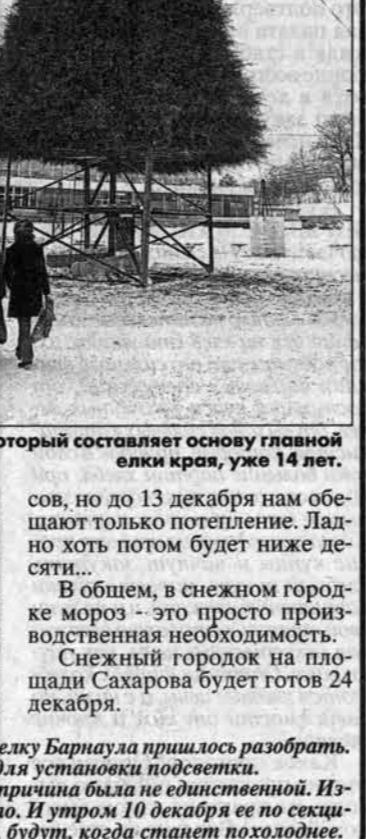 оторый составляет основу главной
елки края, уже 14 лет.
сов, но до 13 декабря нам обе-
щают только потепление. Лад-
но хоть потом будет ниже де-
сяти...
В общем, в снежном город-
ке мороз - это просто произ-
водственная необходимость.
Снежный городок на пло-
щади Сахарова будет готов 24
декабря.
елку Барнаула пришлось разобрать.
для установки подсветки.
причина была не единственной. Из-
ло. И утром 10 декабря ее по секци-
будут, когда станет похолоднее.